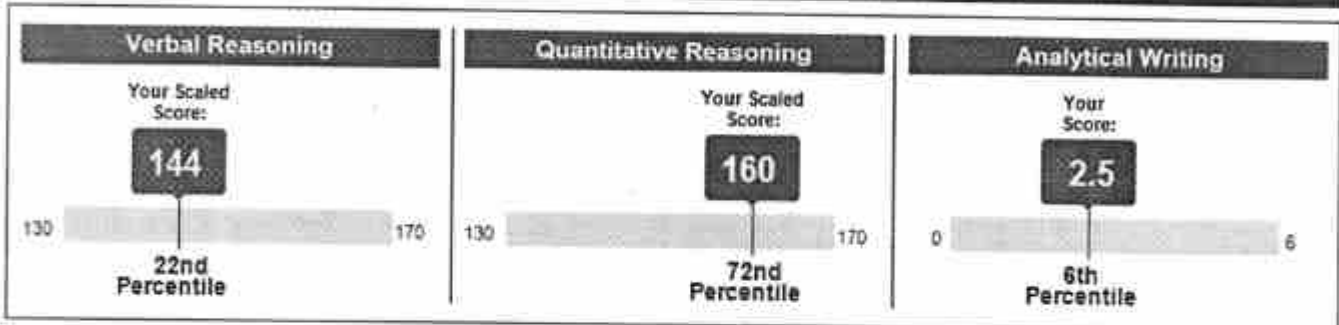 Verbal Reasoning
Your Scaled
Score:
144
130
170
22nd
Percentile
Quantitative Reasoning
Your Scaled
Score:
160
130
170
72nd
Percentile
Analytical Writing
Your
Score:
2.5
0
6
6th
Percentile